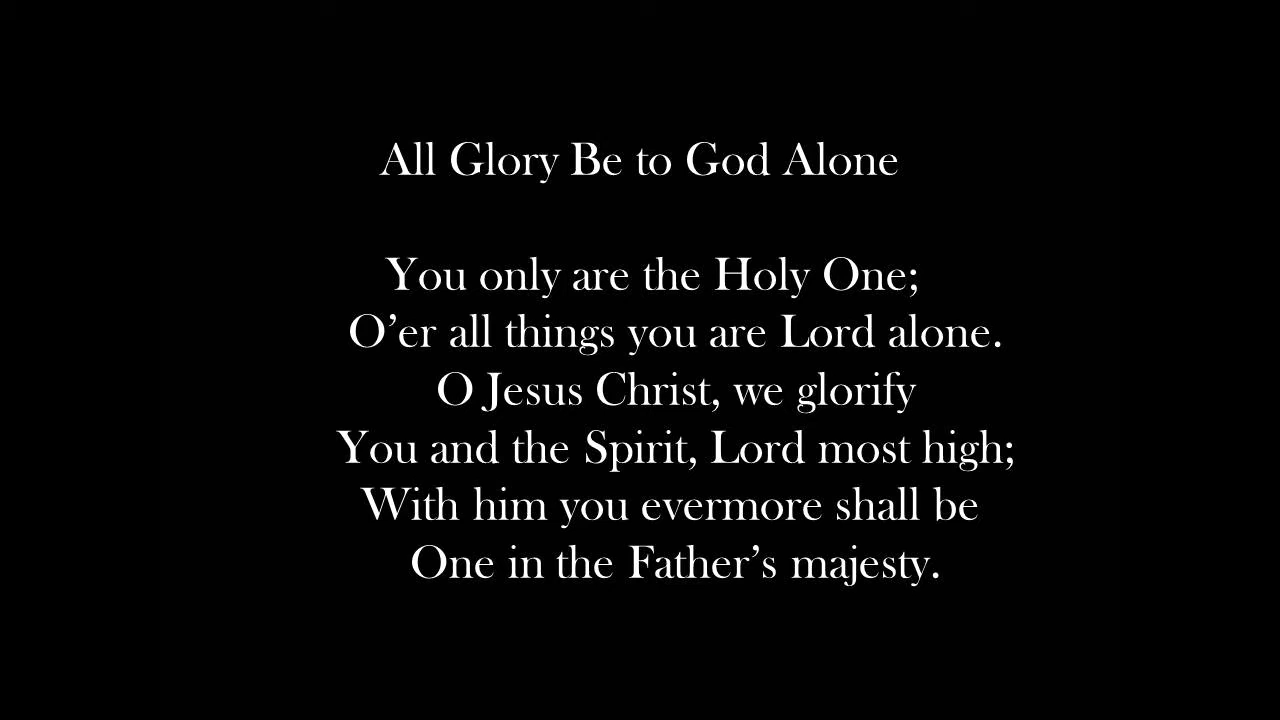 All Glory Be to God Alone
You only are the Holy One;
O’er all things you are Lord alone.
O Jesus Christ, we glorify
You and the Spirit, Lord most high;
With him you evermore shall be
One in the Father’s majesty.